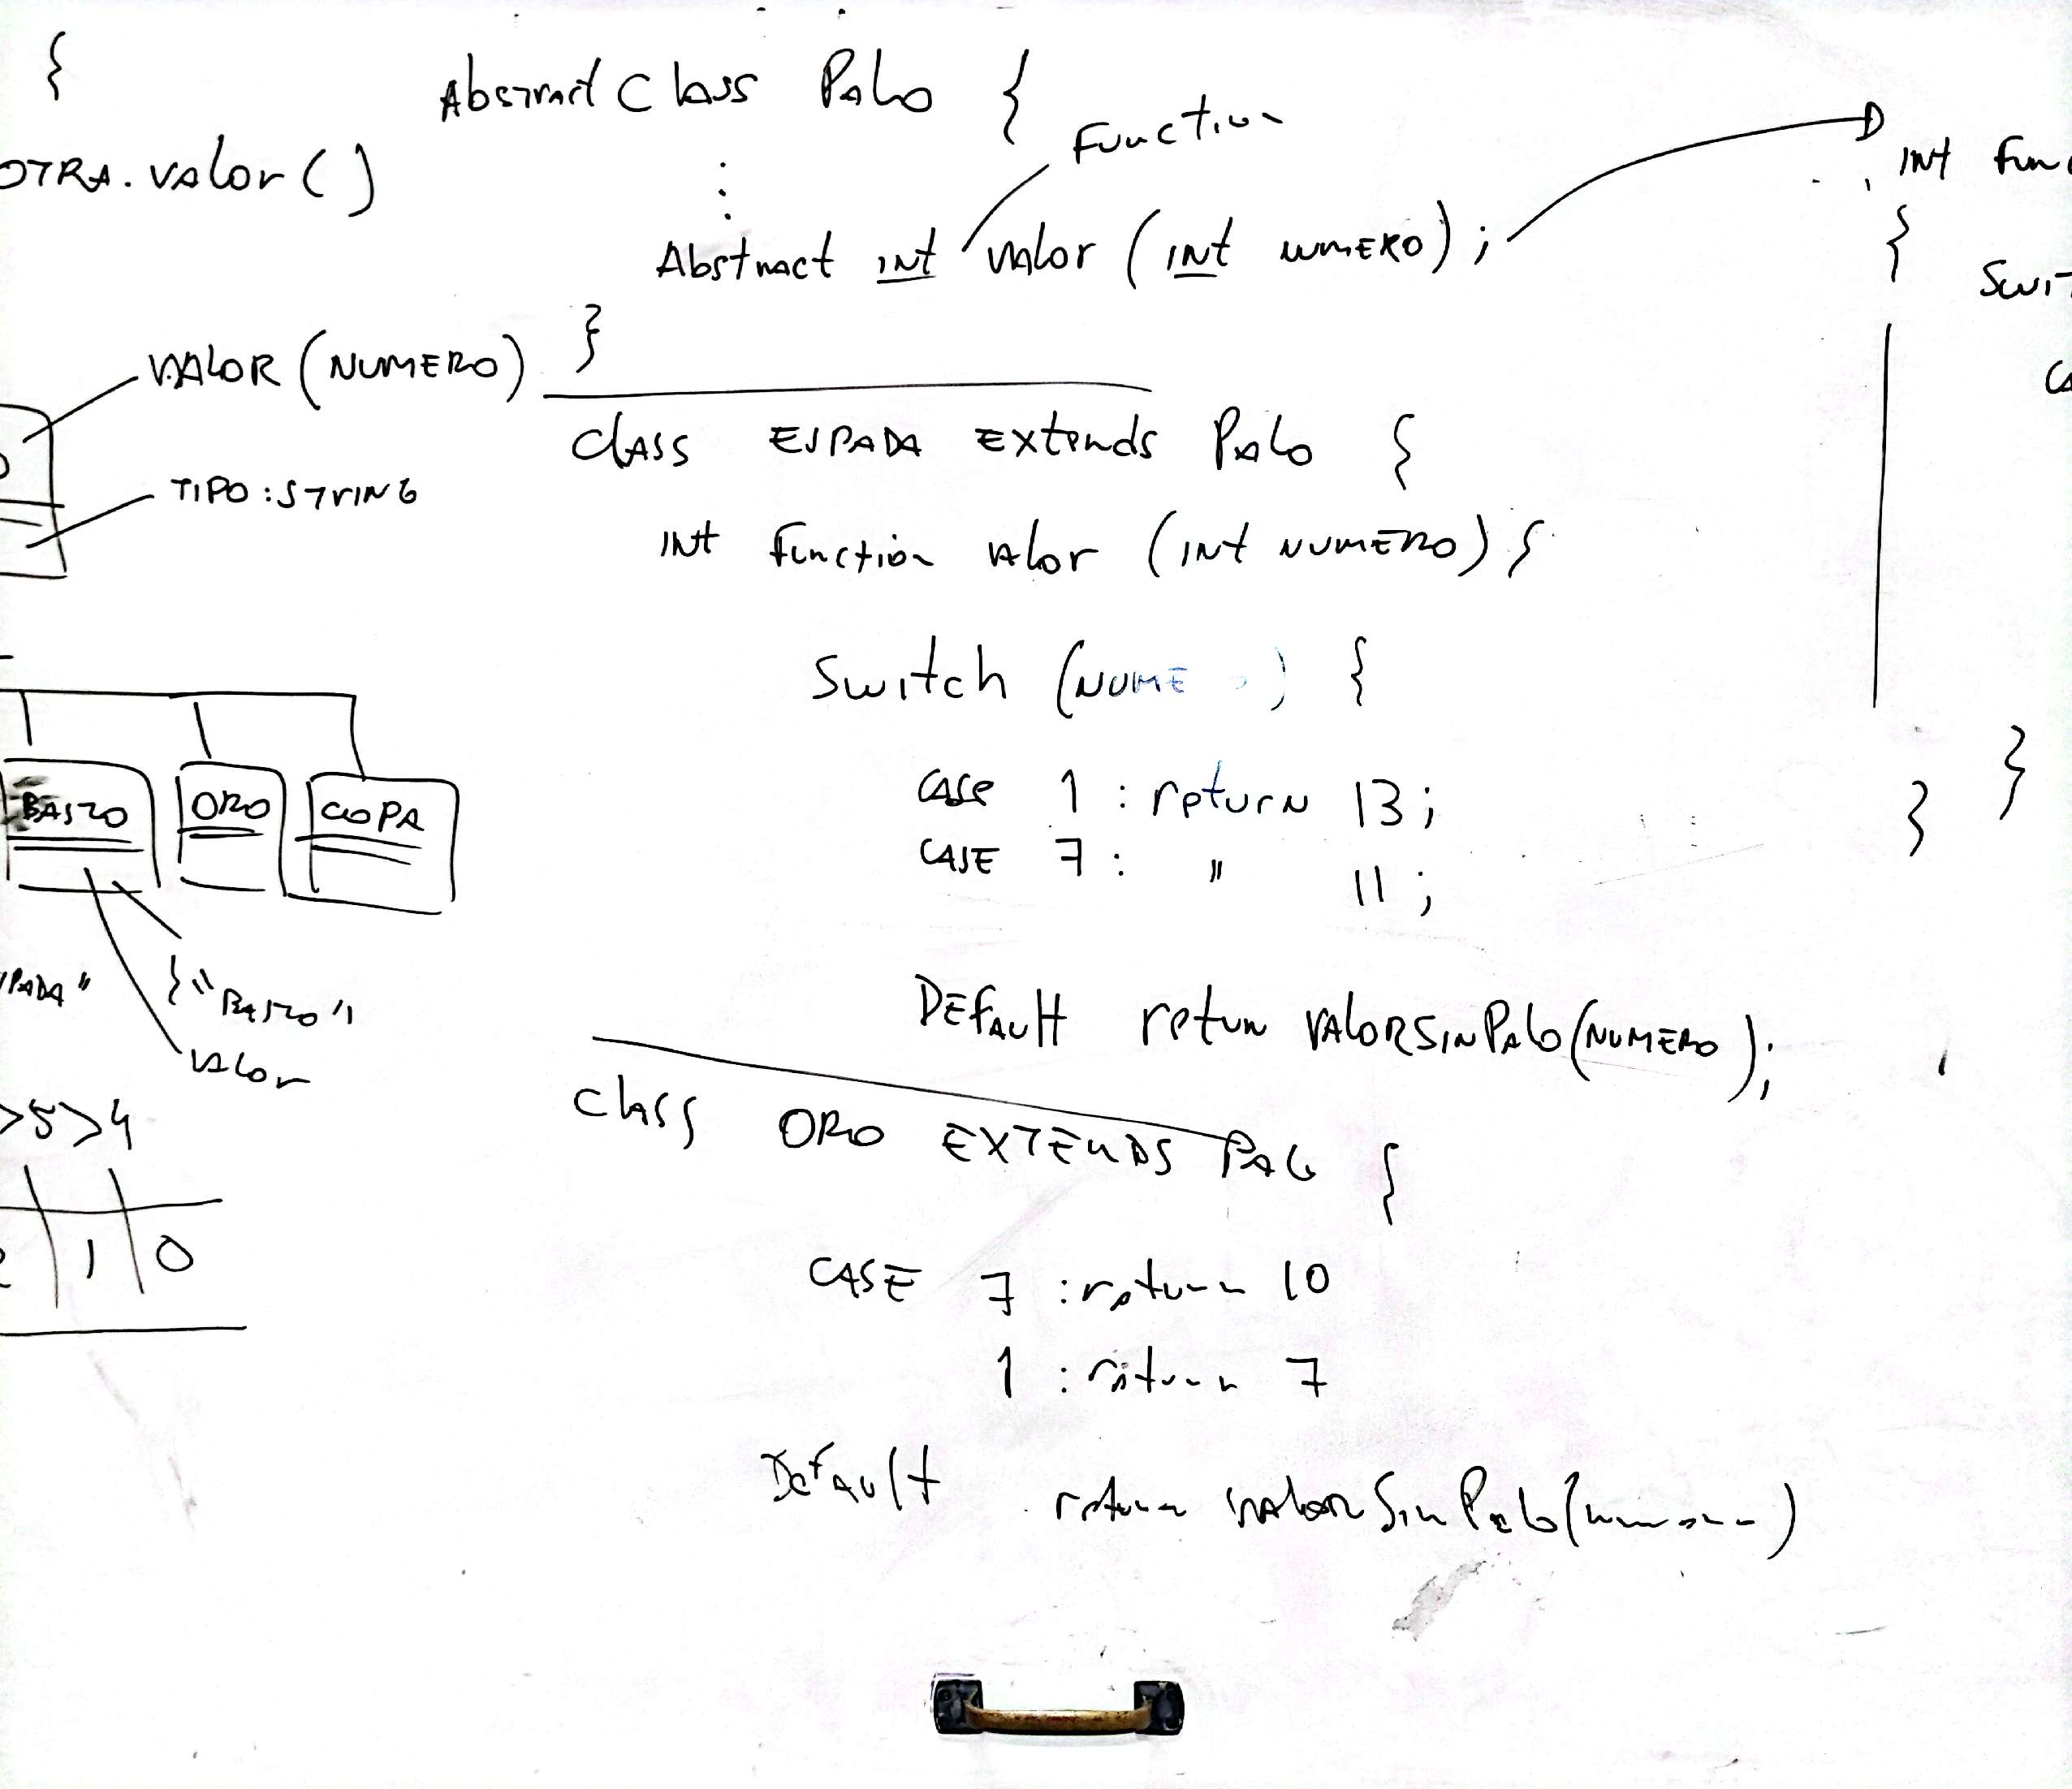 {
OTRA.VALOR()
Abstract Class Palo {
Function
:
Abstract int valor (int NUMERO);
}
INT Func
{
SWIT
CA
}
}
VALOR (NUMERO)
TIPO: STRING
class ESPADA Extends Palo {
INT Function valor (INT NUMERO) {
Switch (NUME O) {
CASE 1 : return 13;
CASE 7 : " 11;
DEFAULT return VALORSINPALO(NUMERO);
BASTO ORO COPA
PADA"
"BASTO"
Valor
>5>4
1 0
Class ORO EXTENDS PALO {
CASE 7 : return 10
1 : return 7
Default return valorSinPalo(numero)